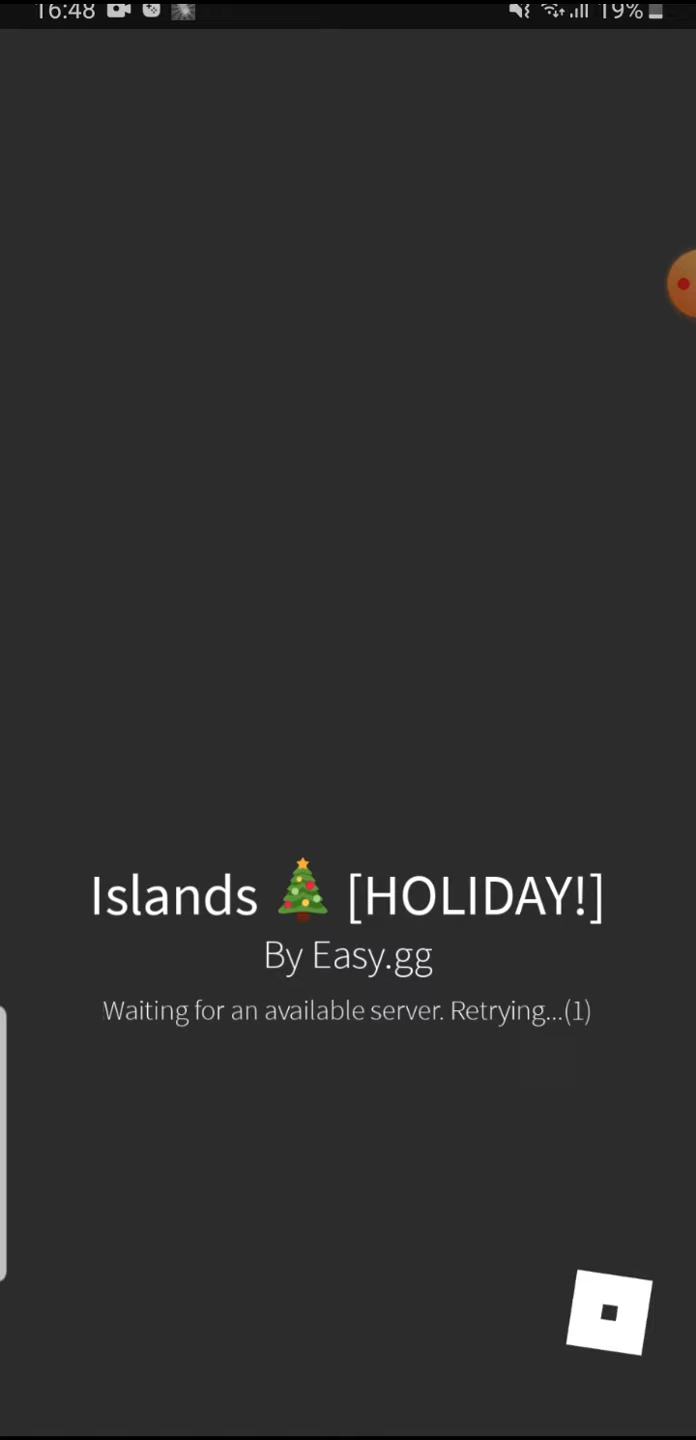 16:48 19%
Islands 🎄 [HOLIDAY!]
By Easy.gg
Waiting for an available server. Retrying...(1)